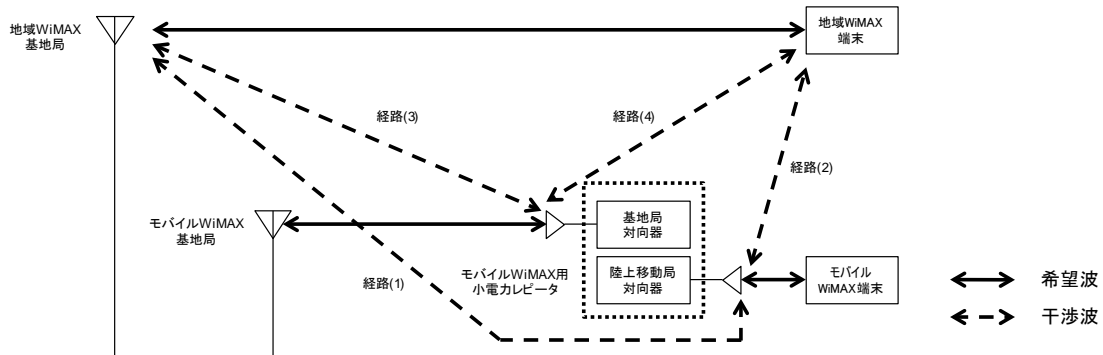 地域WiMAX
基地局
地域WiMAX
端末
経路(3)
経路(4)
経路(2)
モバイルWiMAX
基地局
基地局
対向器
モバイルWiMAX用
小電力レピータ
陸上移動局
対向器
モバイル
WiMAX端末
経路(1)
希望波
干渉波